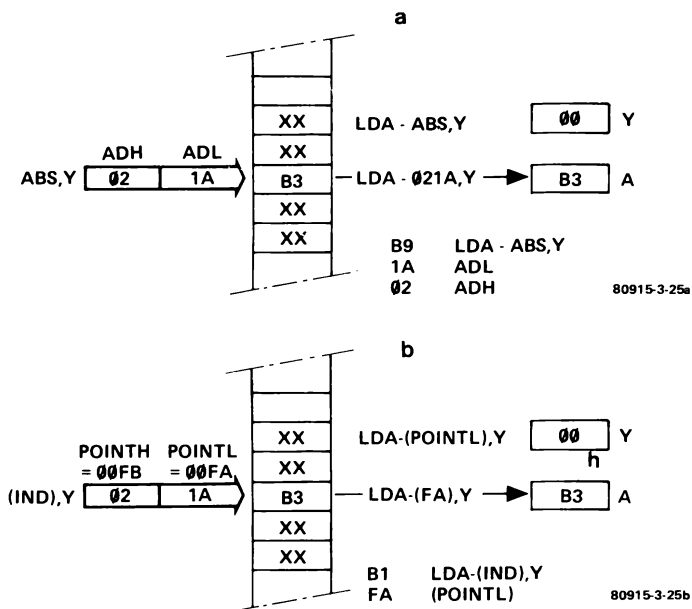 a
XX
LDA - ABS,Y
ØØ Y
XX
ADH ADL
ABS,Y Ø2 1A
B3
LDA - Ø21A,Y
B3 A
XX
XX
B9 LDA - ABS,Y
1A ADL
Ø2 ADH
80915-3-25a
b
XX
LDA-(POINTL),Y
ØØ Y
h
POINTH POINTL
= ØØFB = ØØFA
XX
(IND),Y Ø2 1A
B3
LDA-(FA),Y
B3 A
XX
XX
B1 LDA-(IND),Y
FA (POINTL)
80915-3-25b